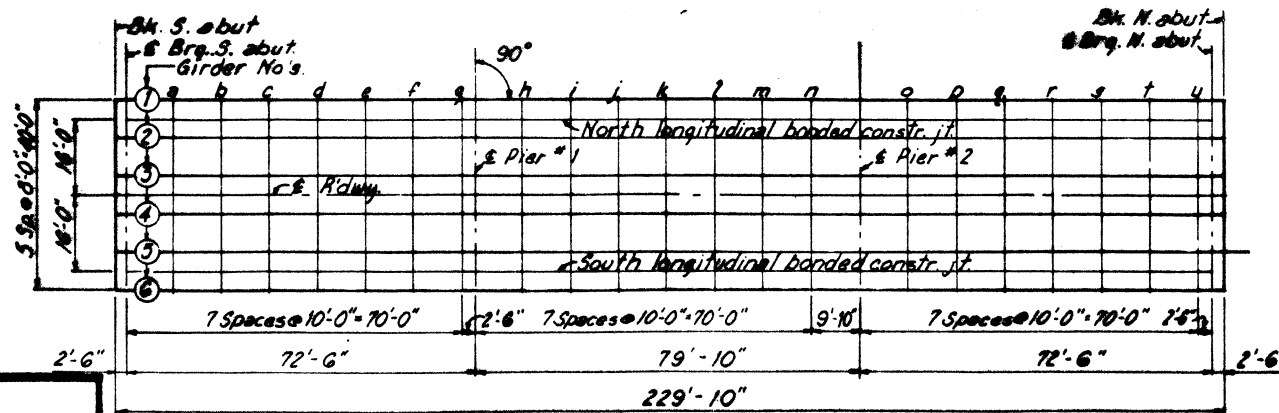 Bk. S. abut
Bk. N. abut
℄ Brg. S. abut.
℄ Brg. N. abut.
Girder No's.
90°
1 a b c d e f g h i j k l m n o p q r s t u
North longitudinal bonded constr. jt.
2
℄ Pier #1
℄ Pier #2
3
℄ R'dwy.
4
5
South longitudinal bonded constr. jt.
6
5 Sp. @ 8'-0"=40'-0"
16'-0"
16'-0"
7 Spaces @ 10'-0"=70'-0" 2'-6" 7 Spaces @ 10'-0"=70'-0" 9'-10" 7 Spaces @ 10'-0"=70'-0" 2'-6"
2'-6" 72'-6" 79'-10" 72'-6" 2'-6
229'-10"